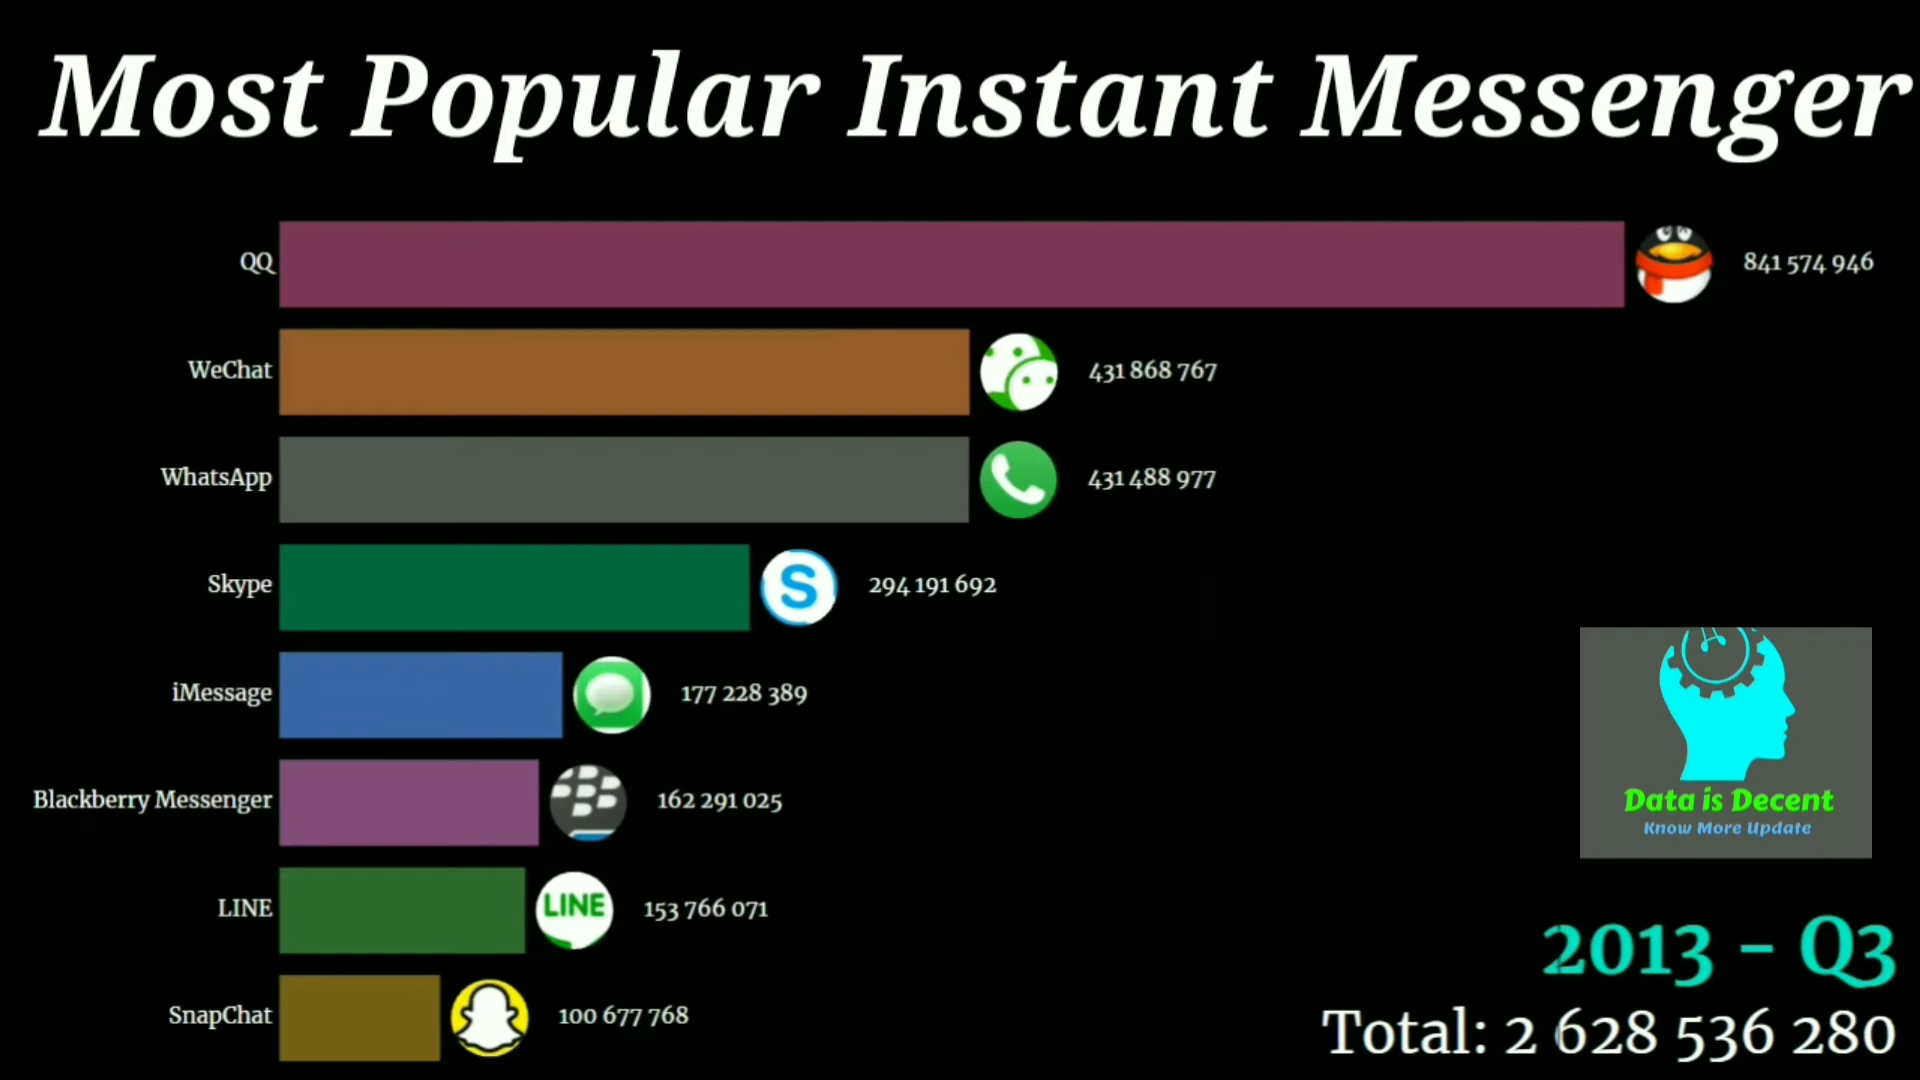 Most Popular Instant Messenger
QQ 841 574 946
WeChat 431 868 767
WhatsApp 431 488 977
Skype S 294 191 692
iMessage 177 228 389
Blackberry Messenger 162 291 025
LINE LINE 153 766 071
SnapChat 100 677 768
Data is Decent
Know More Update
2013 - Q3
Total: 2 628 536 280